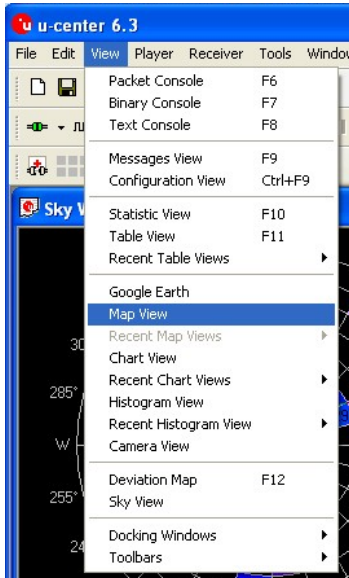 u-center 6.3
File Edit View Player Receiver Tools
Packet Console F6
Binary Console F7
Text Console F8
Messages View F9
Configuration View Ctrl+F9
Sky
Statistic View F10
Table View F11
Recent Table Views
Google Earth
Map View
Recent Map Views
30
Chart View
Recent Chart Views
285°
Histogram View
Recent Histogram View
W
Camera View
Deviation Map F12
255°
Sky View
Docking Windows
24
Toolbars